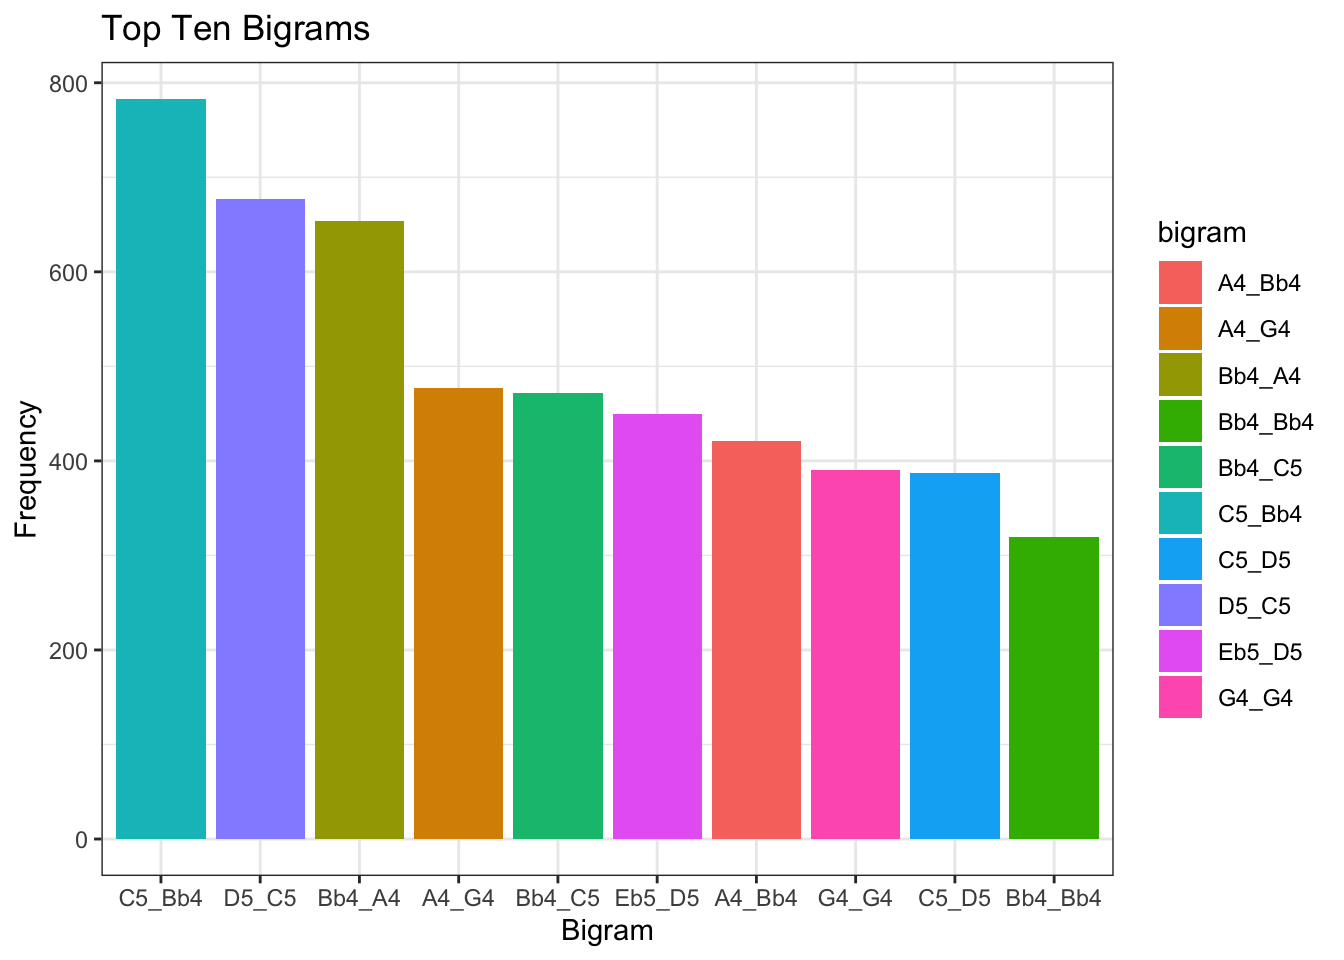 Top Ten Bigrams
Frequency
800
600
400
200
0
C5_Bb4 D5_C5 Bb4_A4 A4_G4 Bb4_C5 Eb5_D5 A4_Bb4 G4_G4 C5_D5 Bb4_Bb4
Bigram
bigram
A4_Bb4
A4_G4
Bb4_A4
Bb4_Bb4
Bb4_C5
C5_Bb4
C5_D5
D5_C5
Eb5_D5
G4_G4